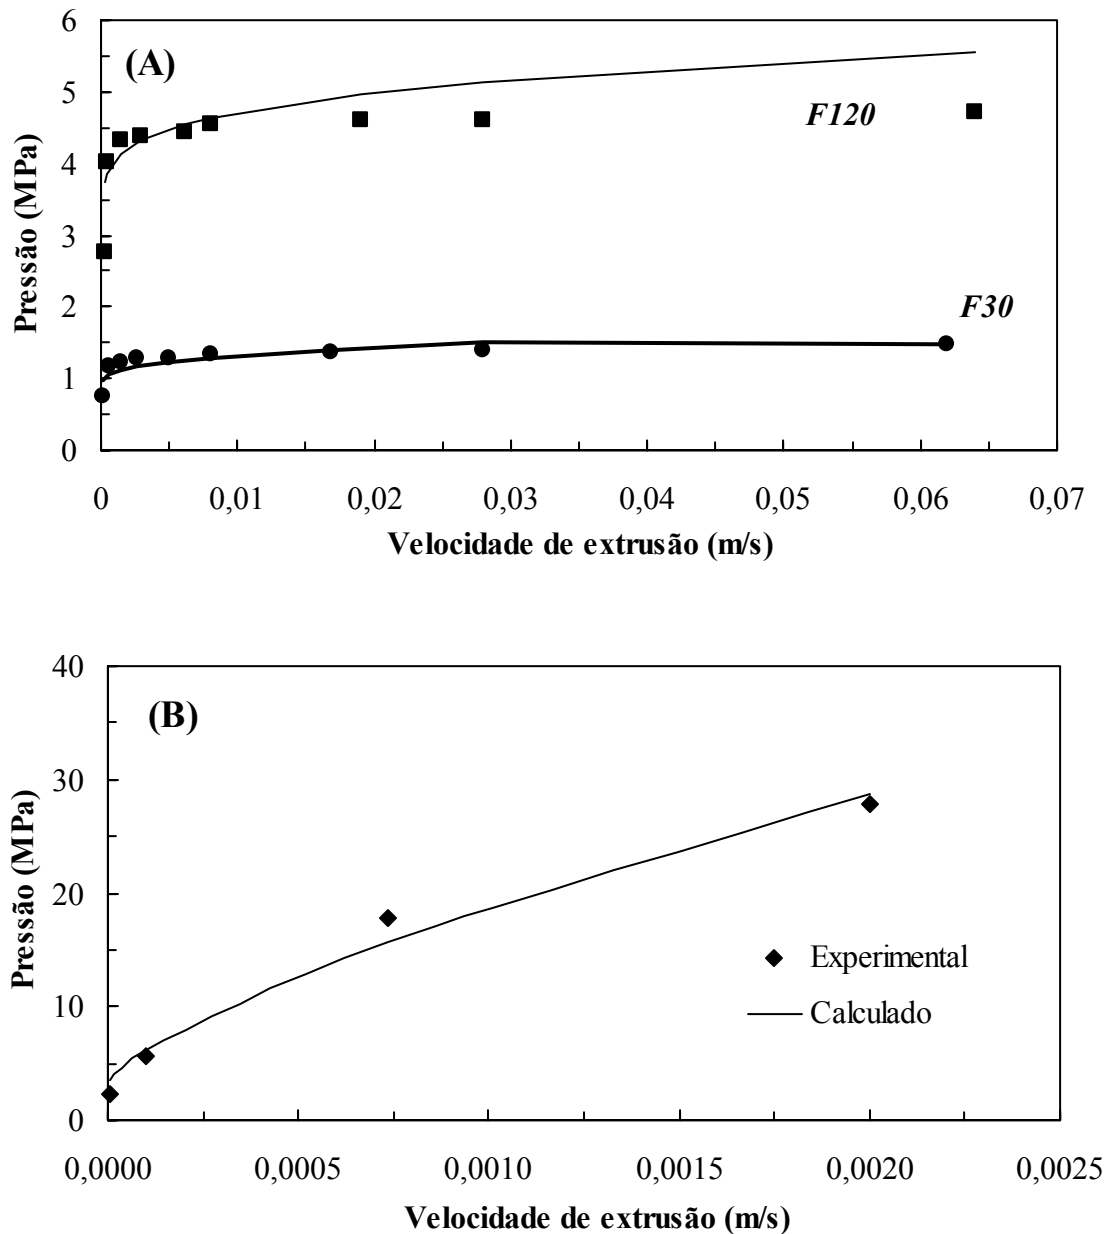 6
(A)
5
F120
4
Pressão (MPa)
3
2
F30
1
0
0 0,01 0,02 0,03 0,04 0,05 0,06 0,07
Velocidade de extrusão (m/s)
40
(B)
30
Pressão (MPa)
20
Experimental
10
Calculado
0
0,0000 0,0005 0,0010 0,0015 0,0020 0,0025
Velocidade de extrusão (m/s)